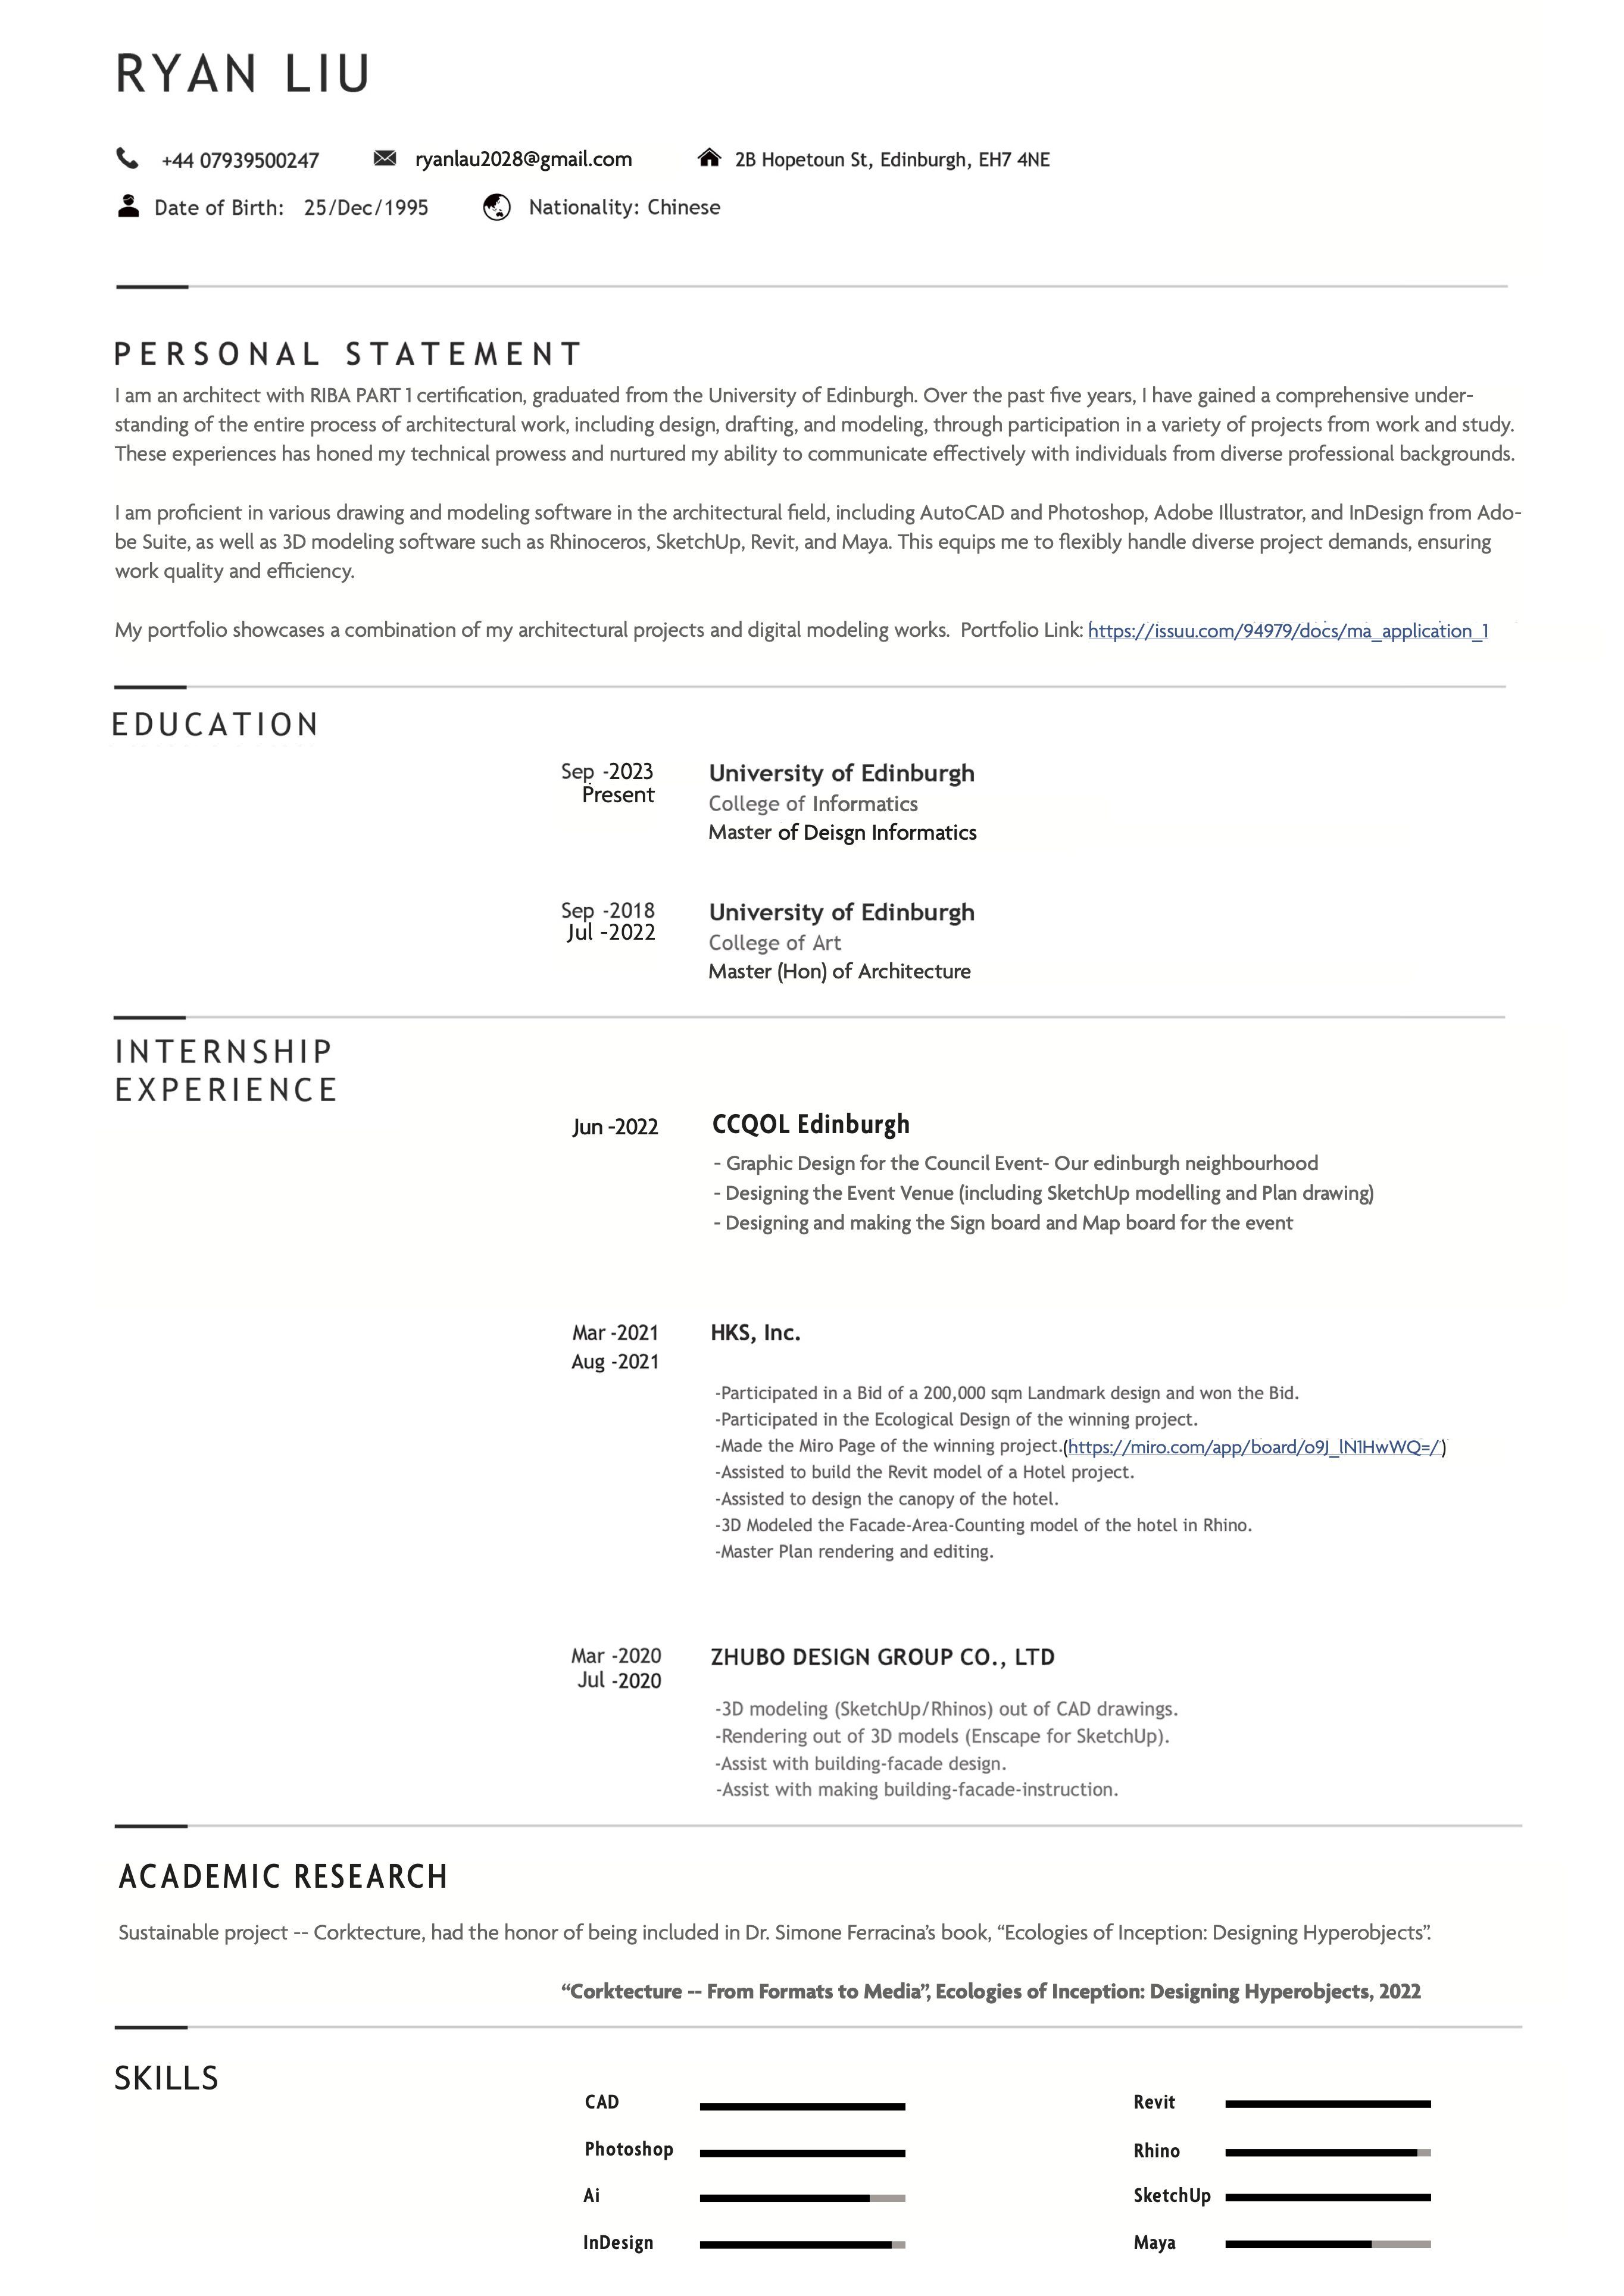 RYAN LIU
+44 07939500247 ryanlau2028@gmail.com 2B Hopetoun St, Edinburgh, EH7 4NE
Date of Birth: 25/Dec/1995 Nationality: Chinese
PERSONAL STATEMENT
I am an architect with RIBA PART 1 certification, graduated from the University of Edinburgh. Over the past five years, I have gained a comprehensive under-
standing of the entire process of architectural work, including design, drafting, and modeling, through participation in a variety of projects from work and study.
These experiences has honed my technical prowess and nurtured my ability to communicate effectively with individuals from diverse professional backgrounds.
I am proficient in various drawing and modeling software in the architectural field, including AutoCAD and Photoshop, Adobe Illustrator, and InDesign from Ado-
be Suite, as well as 3D modeling software such as Rhinoceros, SketchUp, Revit, and Maya. This equips me to flexibly handle diverse project demands, ensuring
work quality and efficiency.
My portfolio showcases a combination of my architectural projects and digital modeling works. Portfolio Link: https://issuu.com/94979/docs/ma_application_1
EDUCATION
Sep -2023 University of Edinburgh
Present
College of Informatics
Master of Deisgn Informatics
Sep -2018 University of Edinburgh
Jul -2022
College of Art
Master (Hon) of Architecture
INTERNSHIP
EXPERIENCE
Jun -2022 CCQOL Edinburgh
- Graphic Design for the Council Event- Our edinburgh neighbourhood
- Designing the Event Venue (including SketchUp modelling and Plan drawing)
- Designing and making the Sign board and Map board for the event
Mar -2021 HKS, Inc.
Aug -2021
-Participated in a Bid of a 200,000 sqm Landmark design and won the Bid.
-Participated in the Ecological Design of the winning project.
-Made the Miro Page of the winning project.(https://miro.com/app/board/o9J_lN1HwWQ=/)
-Assisted to build the Revit model of a Hotel project.
-Assisted to design the canopy of the hotel.
-3D Modeled the Facade-Area-Counting model of the hotel in Rhino.
-Master Plan rendering and editing.
Mar -2020 ZHUBO DESIGN GROUP CO., LTD
Jul -2020
-3D modeling (SketchUp/Rhinos) out of CAD drawings.
-Rendering out of 3D models (Enscape for SketchUp).
-Assist with building-facade design.
-Assist with making building-facade-instruction.
ACADEMIC RESEARCH
Sustainable project -- Corktecture, had the honor of being included in Dr. Simone Ferracina’s book, “Ecologies of Inception: Designing Hyperobjects”.
“Corktecture -- From Formats to Media”, Ecologies of Inception: Designing Hyperobjects, 2022
SKILLS
CAD Revit
Photoshop Rhino
Ai SketchUp
InDesign Maya